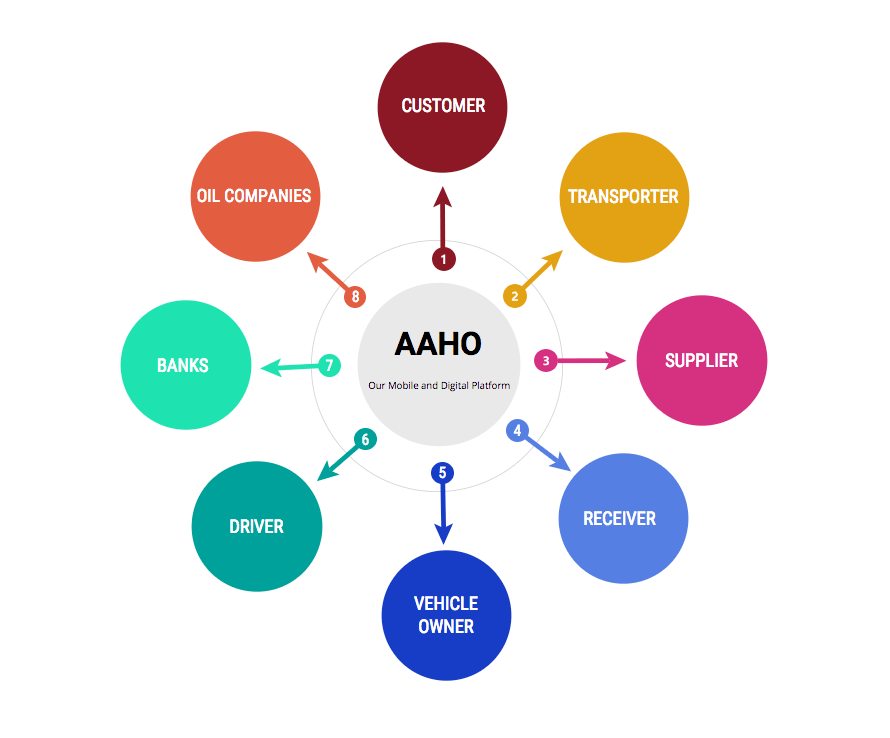 CUSTOMER
OIL COMPANIES
TRANSPORTER
1
8
2
AAHO
Our Mobile and Digital Platform
BANKS
7
3
SUPPLIER
6
4
5
DRIVER
RECEIVER
VEHICLE
OWNER